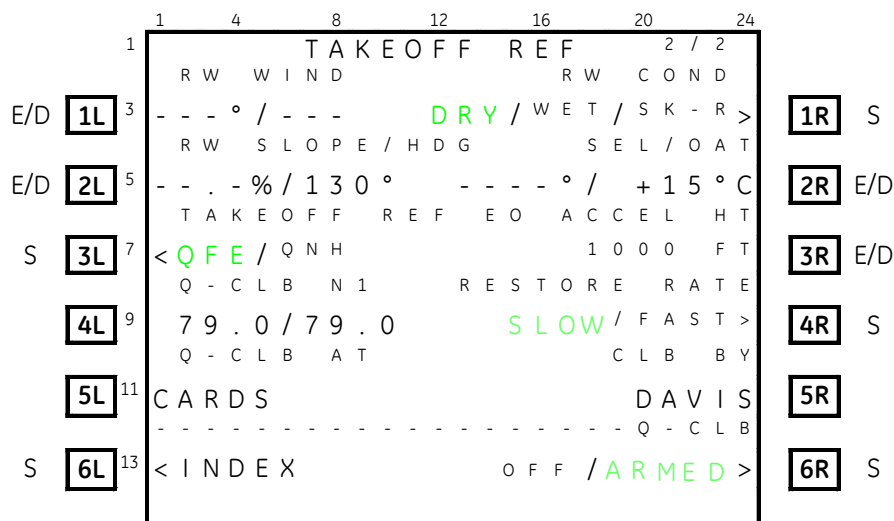 1 4 8 12 16 20 24
1 TAKEOFF REF 2/2
RW WIND RW COND
E/D 1L 3 ---°/--- DRY/WET/SK-R> 1R S
RW SLOPE/HDG SEL/OAT
E/D 2L 5 --.-%/130° ----°/ +15°C 2R E/D
TAKEOFF REF EO ACCEL HT
S 3L 7 <QFE/QNH 1000 FT 3R E/D
Q-CLB N1 RESTORE RATE
4L 9 79.0/79.0 SLOW/FAST> 4R S
Q-CLB AT CLB BY
5L 11 CARDS DAVIS 5R
------------------- Q-CLB
S 6L 13 <INDEX OFF/ARMED> 6R S